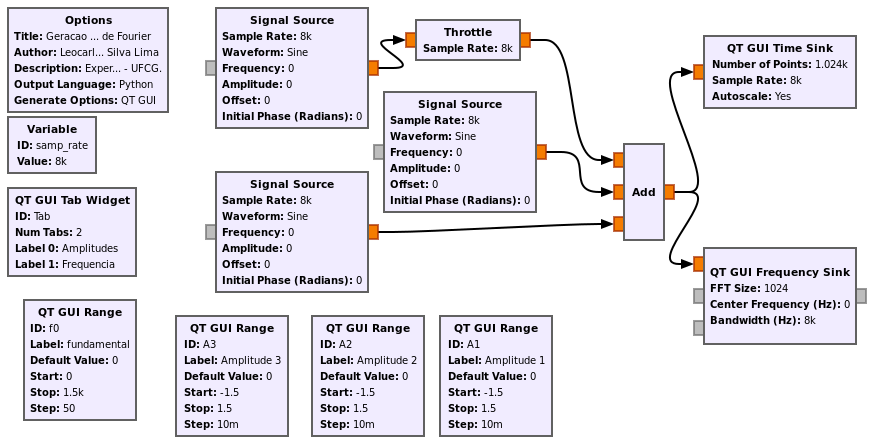 Options
Title: Geracao ... de Fourier
Author: Leocarl... Silva Lima
Description: Exper... - UFCG.
Output Language: Python
Generate Options: QT GUI
Variable
ID: samp_rate
Value: 8k
QT GUI Tab Widget
ID: Tab
Num Tabs: 2
Label 0: Amplitudes
Label 1: Frequencia
QT GUI Range
ID: f0
Label: fundamental
Default Value: 0
Start: 0
Stop: 1.5k
Step: 50
Signal Source
Sample Rate: 8k
Waveform: Sine
Frequency: 0
Amplitude: 0
Offset: 0
Initial Phase (Radians): 0
Throttle
Sample Rate: 8k
Signal Source
Sample Rate: 8k
Waveform: Sine
Frequency: 0
Amplitude: 0
Offset: 0
Initial Phase (Radians): 0
Signal Source
Sample Rate: 8k
Waveform: Sine
Frequency: 0
Amplitude: 0
Offset: 0
Initial Phase (Radians): 0
Add
QT GUI Time Sink
Number of Points: 1.024k
Sample Rate: 8k
Autoscale: Yes
QT GUI Frequency Sink
FFT Size: 1024
Center Frequency (Hz): 0
Bandwidth (Hz): 8k
QT GUI Range
ID: A3
Label: Amplitude 3
Default Value: 0
Start: -1.5
Stop: 1.5
Step: 10m
QT GUI Range
ID: A2
Label: Amplitude 2
Default Value: 0
Start: -1.5
Stop: 1.5
Step: 10m
QT GUI Range
ID: A1
Label: Amplitude 1
Default Value: 0
Start: -1.5
Stop: 1.5
Step: 10m